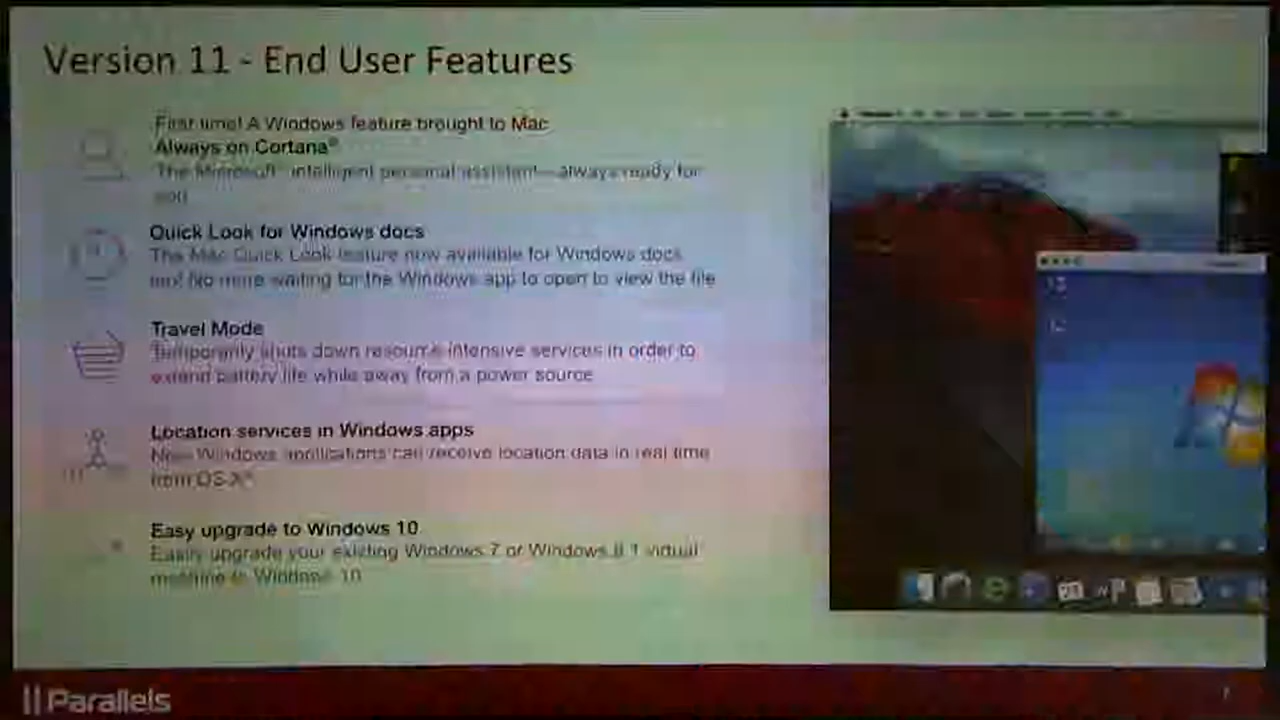 Version 11 - End User Features
First time! A Windows feature brought to Mac
Always on Cortana®
The Microsoft® intelligent personal assistant—always ready for
you
Quick Look for Windows docs
The Mac Quick Look feature now available for Windows docs
too! No more waiting for the Windows app to open to view the file
Travel Mode
Temporarily shuts down resource-intensive services in order to
extend battery life while away from a power source
Location services in Windows apps
Now Windows applications can receive location data in real time
from OS X®
Easy upgrade to Windows 10
Easily upgrade your existing Windows 7 or Windows 8.1 virtual
machine to Windows 10
Parallels